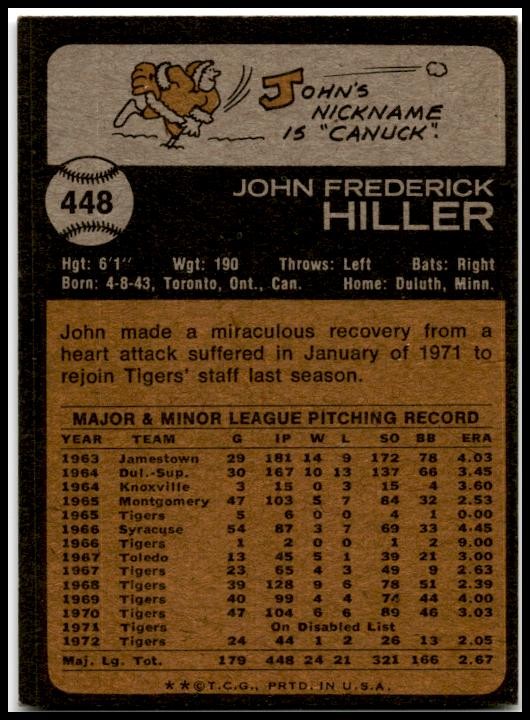 JOHN'S
NICKNAME
IS "CANUCK".
448
JOHN FREDERICK
HILLER
Hgt: 6'1" Wgt: 190 Throws: Left Bats: Right
Born: 4-8-43, Toronto, Ont., Can. Home: Duluth, Minn.
John made a miraculous recovery from a
heart attack suffered in January of 1971 to
rejoin Tigers' staff last season.
MAJOR & MINOR LEAGUE PITCHING RECORD
YEAR TEAM G IP W L SO BB ERA
1963 Jamestown 29 181 14 9 172 78 4.03
1964 Dul.-Sup. 30 167 10 13 137 66 3.45
1964 Knoxville 3 15 0 3 15 4 3.60
1965 Montgomery 47 103 5 7 84 32 2.53
1965 Tigers 5 6 0 0 4 1 0.00
1966 Syracuse 54 87 3 7 69 33 4.45
1966 Tigers 1 2 0 0 1 2 9.00
1967 Toledo 13 45 5 1 39 21 3.00
1967 Tigers 23 65 4 3 49 9 2.63
1968 Tigers 39 128 9 6 78 51 2.39
1969 Tigers 40 99 4 4 74 44 4.00
1970 Tigers 47 104 6 6 89 46 3.03
1971 Tigers On Disabled List
1972 Tigers 24 44 1 2 26 13 2.05
Maj. Lg. Tot. 179 448 24 21 321 166 2.67
**©T.C.G., PRTD. IN U.S.A.